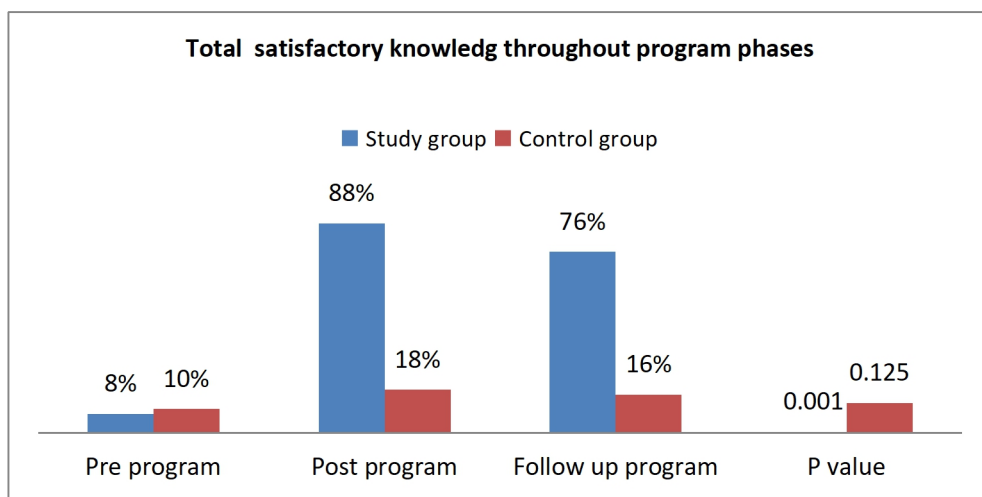 Total  satisfactory knowledg throughout program phases
Study group Control group
88%
76%
18%
16%
8%
10%
0.001
0.125
Pre program
Post program
Follow up program
P value